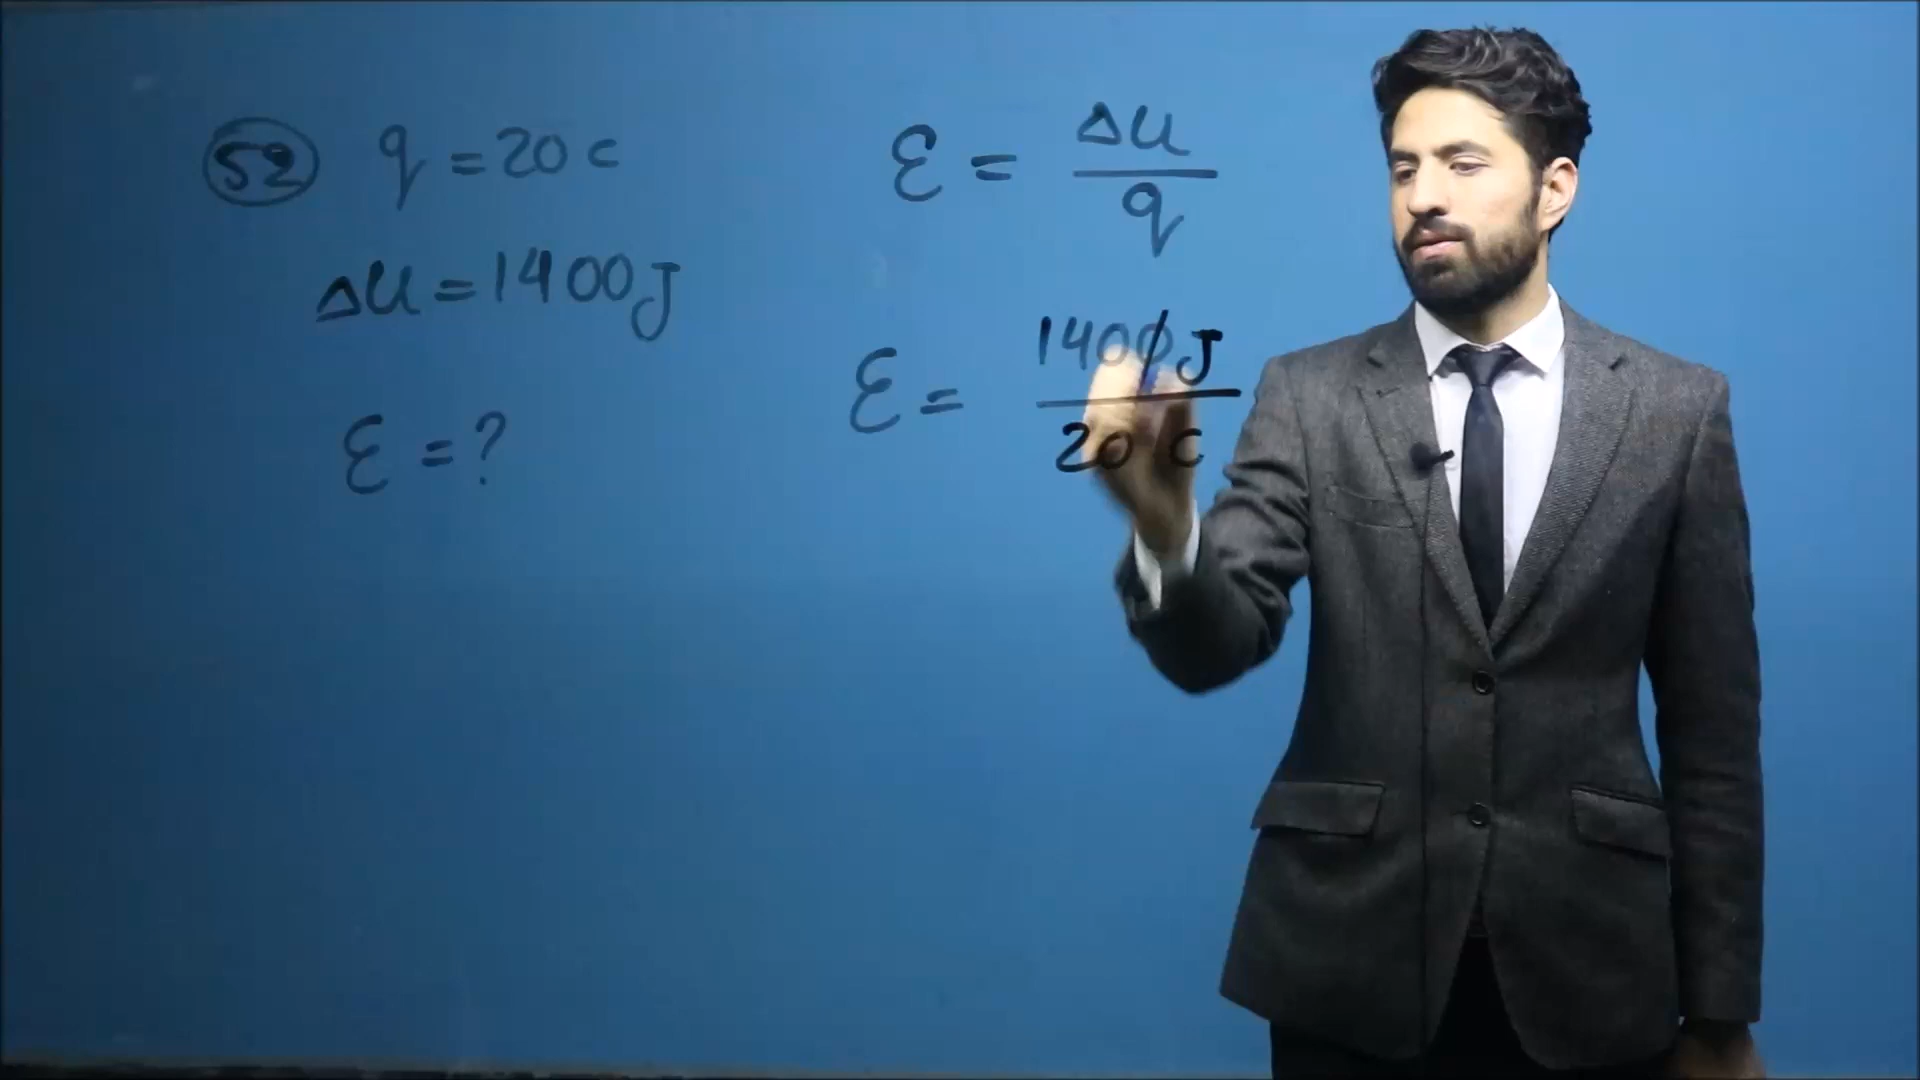 52 q = 20 c
ΔU = 1400 J
ε = ?
ε = ΔU / q
ε = 1400 J / 20 c